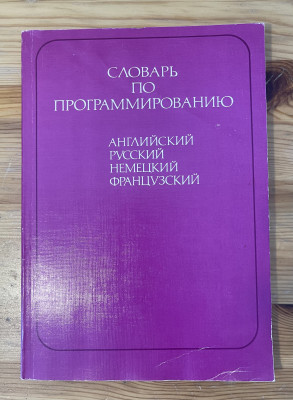 СЛОВАРЬ
ПО
ПРОГРАММИРОВАНИЮ
АНГЛИЙСКИЙ
РУССКИЙ
НЕМЕЦКИЙ
ФРАНЦУЗСКИЙ